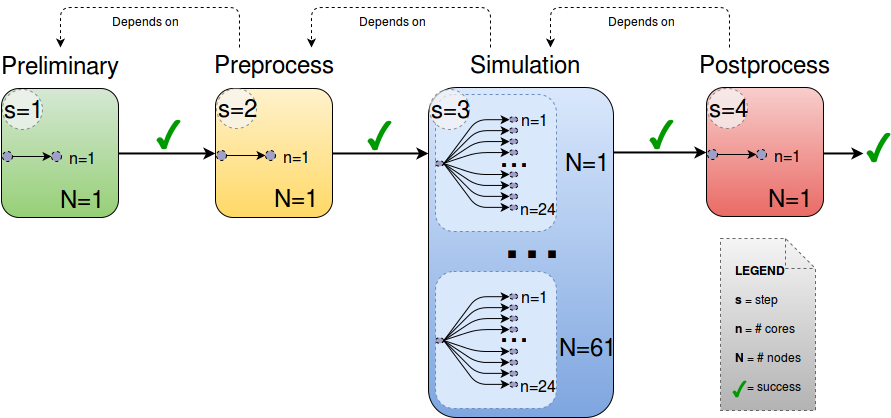 Depends on
Depends on
Depends on
Preliminary
Preprocess
Simulation
Postprocess
s=1
n=1
N=1
s=2
n=1
N=1
s=3
n=1
...
n=24
N=1
...
n=1
...
n=24
N=61
s=4
n=1
N=1
LEGEND
s = step
n = # cores
N = # nodes
✓= success